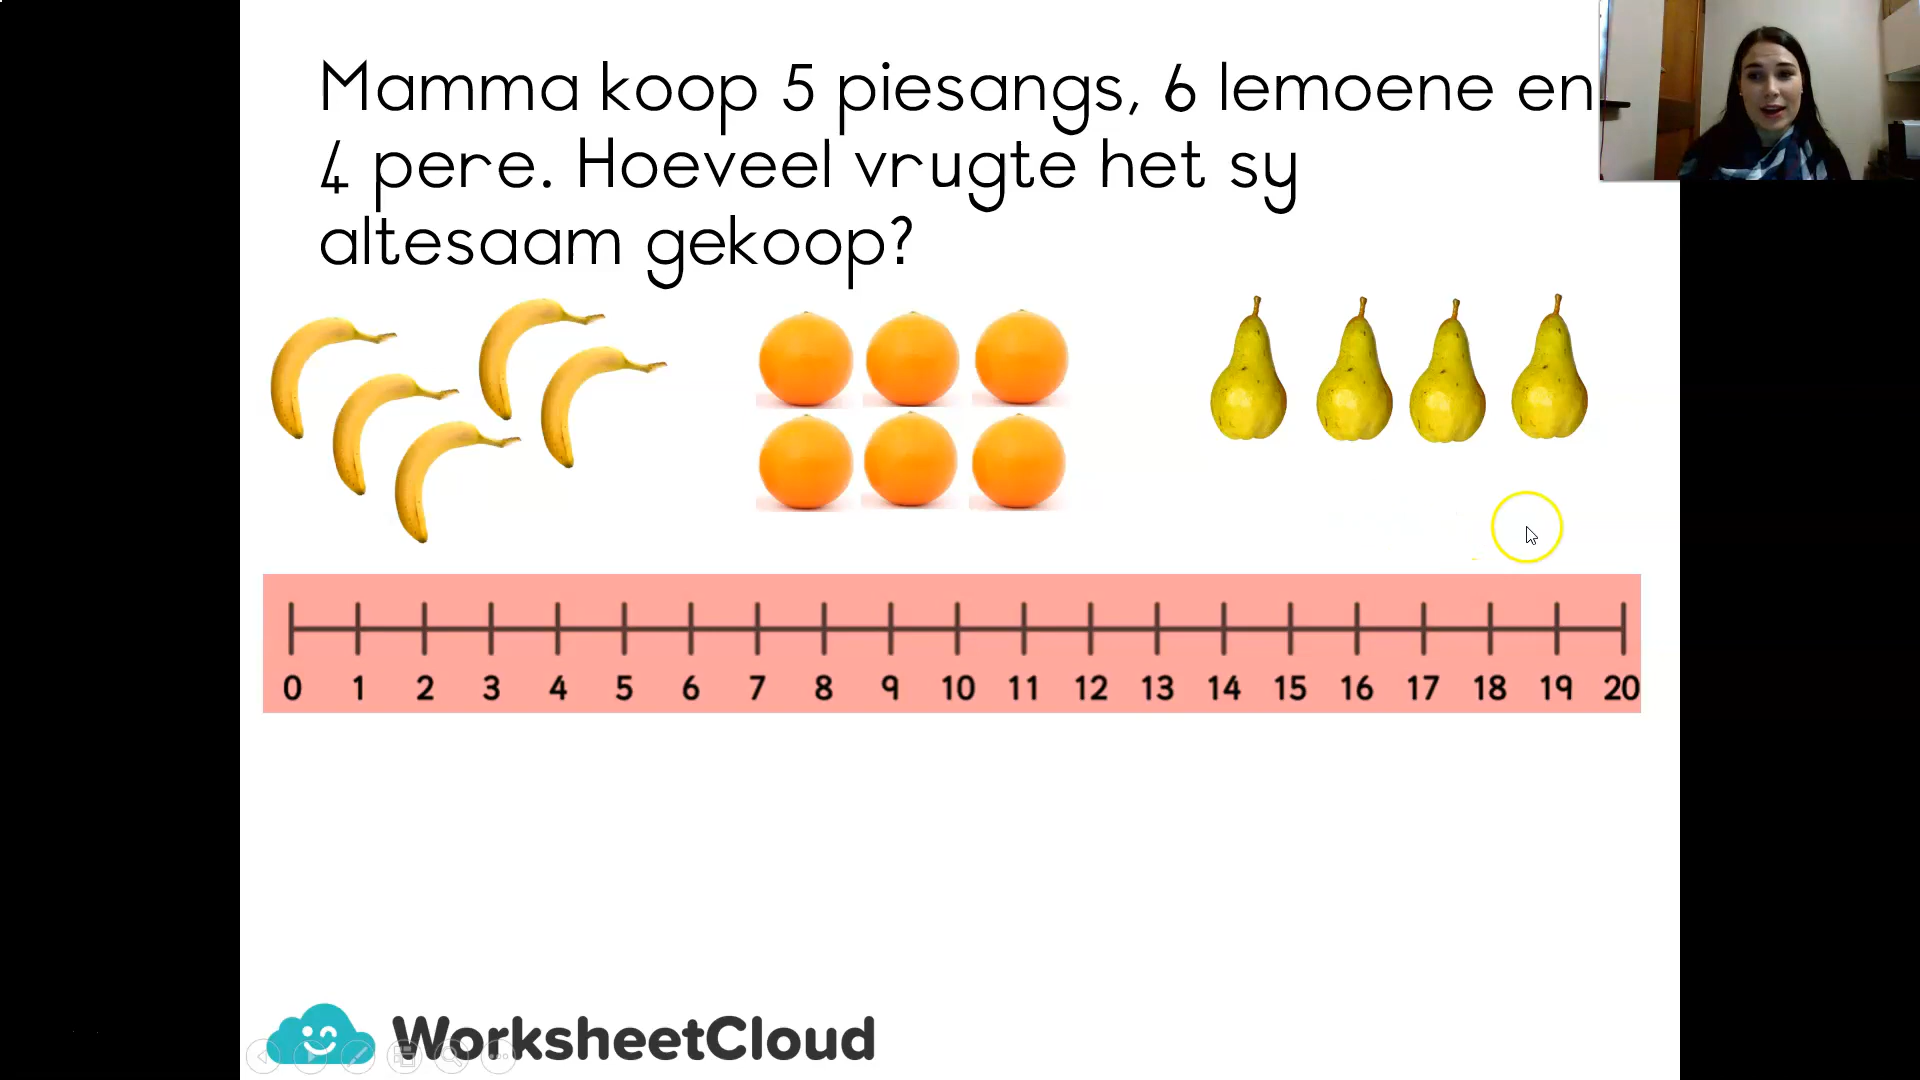 Mamma koop 5 piesangs, 6 lemoene en
4 pere. Hoeveel vrugte het sy
altesaam gekoop?
0 1 2 3 4 5 6 7 8 9 10 11 12 13 14 15 16 17 18 19 20
WorksheetCloud